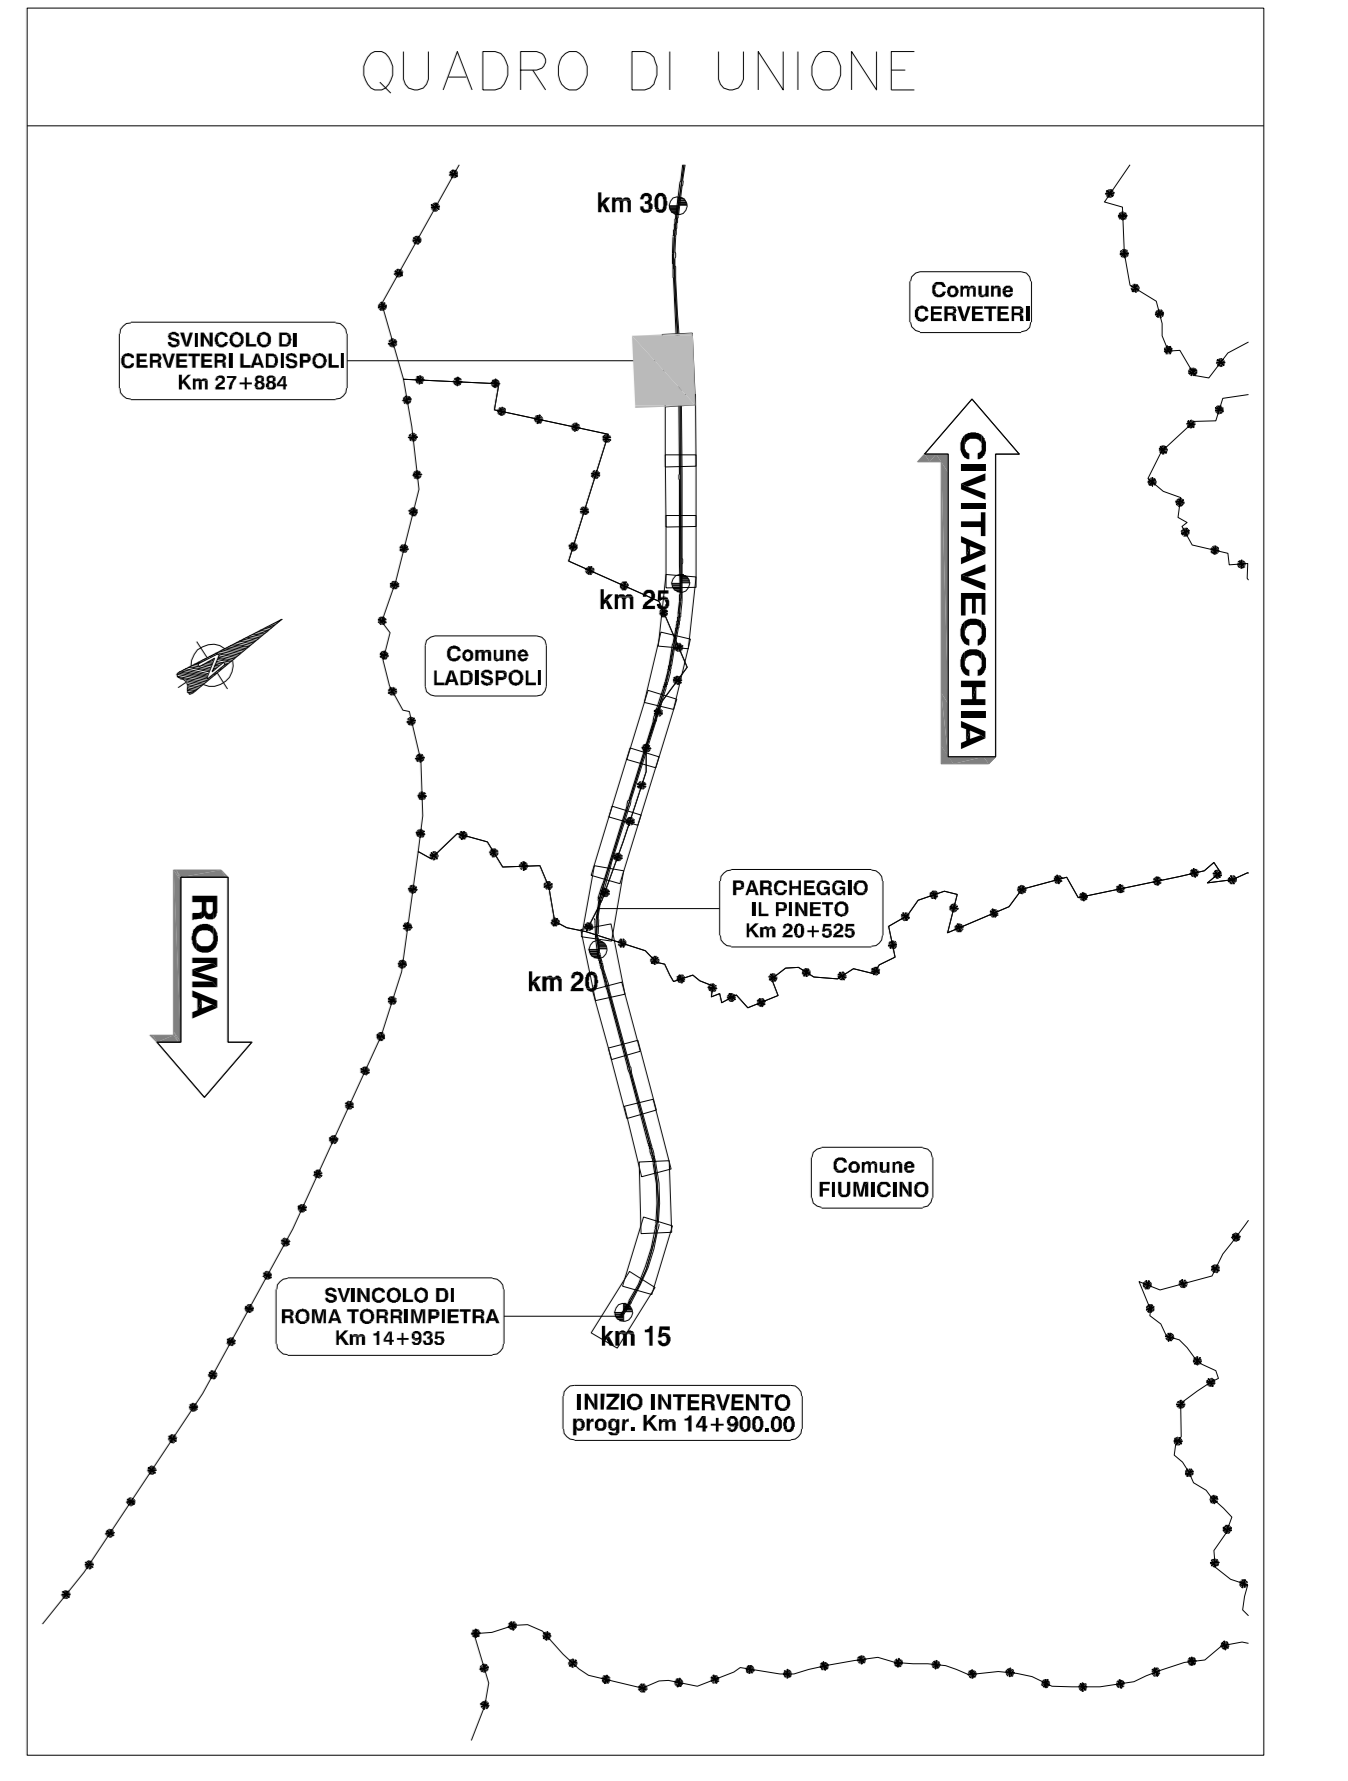 QUADRO DI UNIONE
km 30
Comune
CERVETERI
SVINCOLO DI
CERVETERI LADISPOLI
Km 27+884
CIVITAVECCHIA
km 25
Comune
LADISPOLI
Z
ROMA
PARCHEGGIO
IL PINETO
Km 20+525
km 20
Comune
FIUMICINO
SVINCOLO DI
ROMA TORRIMPIETRA
Km 14+935
km 15
INIZIO INTERVENTO
progr. Km 14+900.00